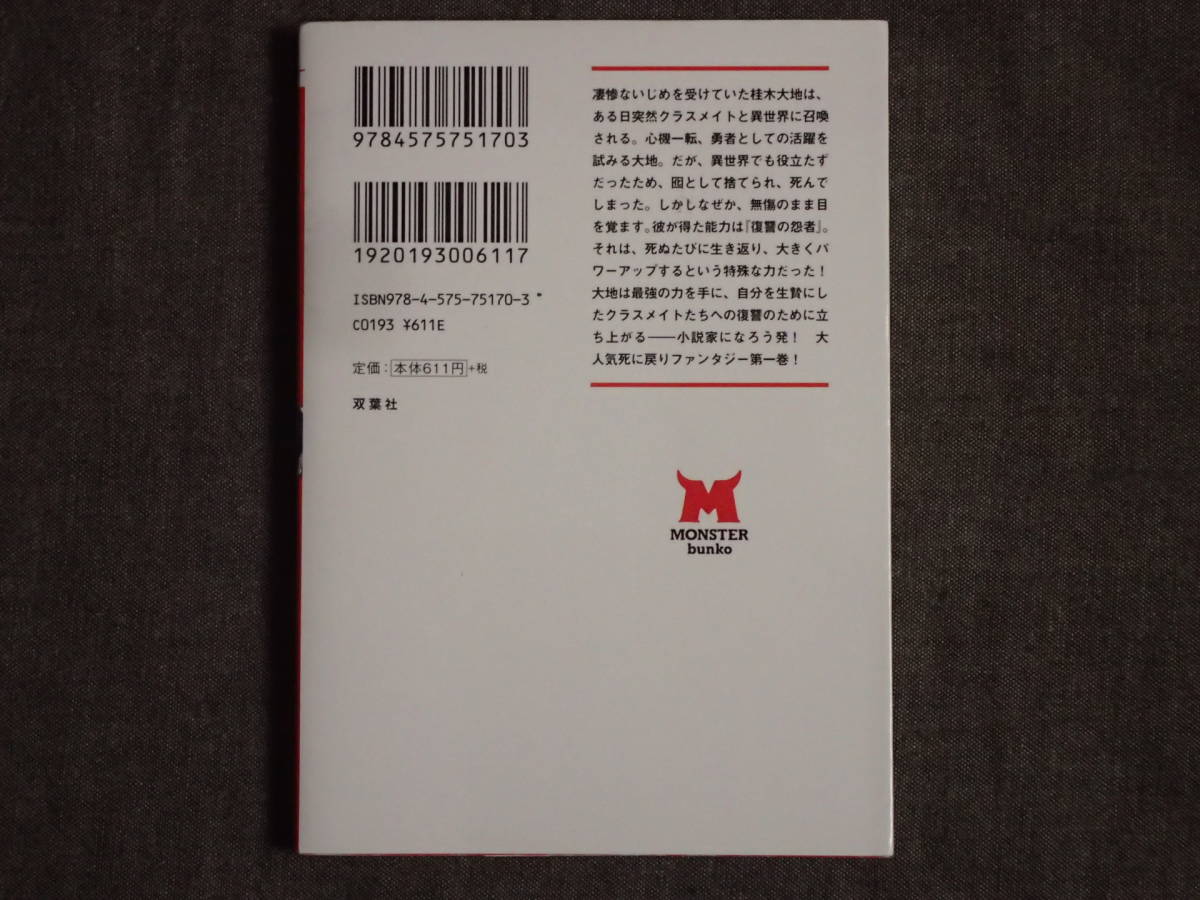 9784575751703
1920193006117
ISBN978-4-575-75170-3
C0193 ¥611E
定価：本体611円+税
双葉社
凄惨ないじめを受けていた桂木大地は、
ある日突然クラスメイトと異世界に召喚
される。心機一転、勇者としての活躍を
試みる大地。だが、異世界でも役立たず
だったため、囮として捨てられ、死んで
しまった。しかしなぜか、無傷のまま目
を覚ます。彼が得た能力は『復讐の怨者』。
それは、死ぬたびに生き返り、大きくパ
ワーアップするという特殊な力だった！
大地は最強の力を手に、自分を生贄にし
たクラスメイトたちへの復讐のために立
ち上がる――小説家になろう発！　大
人気死に戻りファンタジー第一巻！
M
MONSTER
bunko